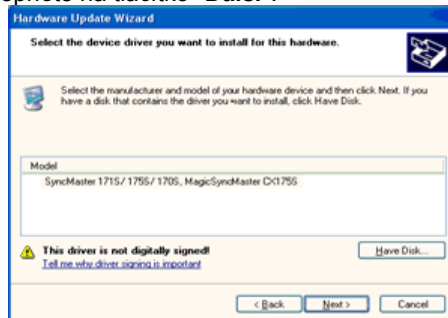 na tlačítko "Další".
Hardware Update Wizard
Select the device driver you want to install for this hardware.
Select the manufacturer and model of your hardware device and then click Next. If you
have a disk that contains the driver you want to install, click Have Disk.
Model
SyncMaster 171S/ 175S/ 170S, MagicSyncMaster CX175S
This driver is not digitally signed!
Have Disk...
Tell me why driver signing is important
< Back
Next >
Cancel